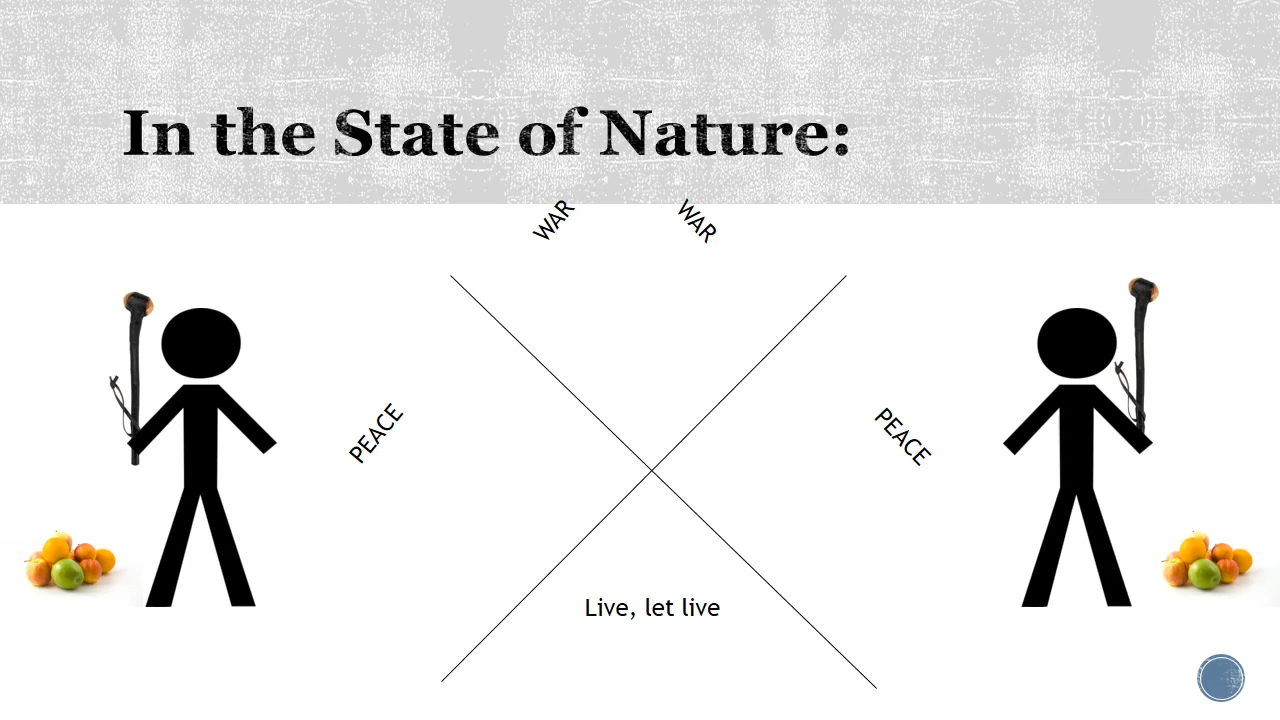 In the State of Nature:
WAR
WAR
PEACE
PEACE
Live, let live